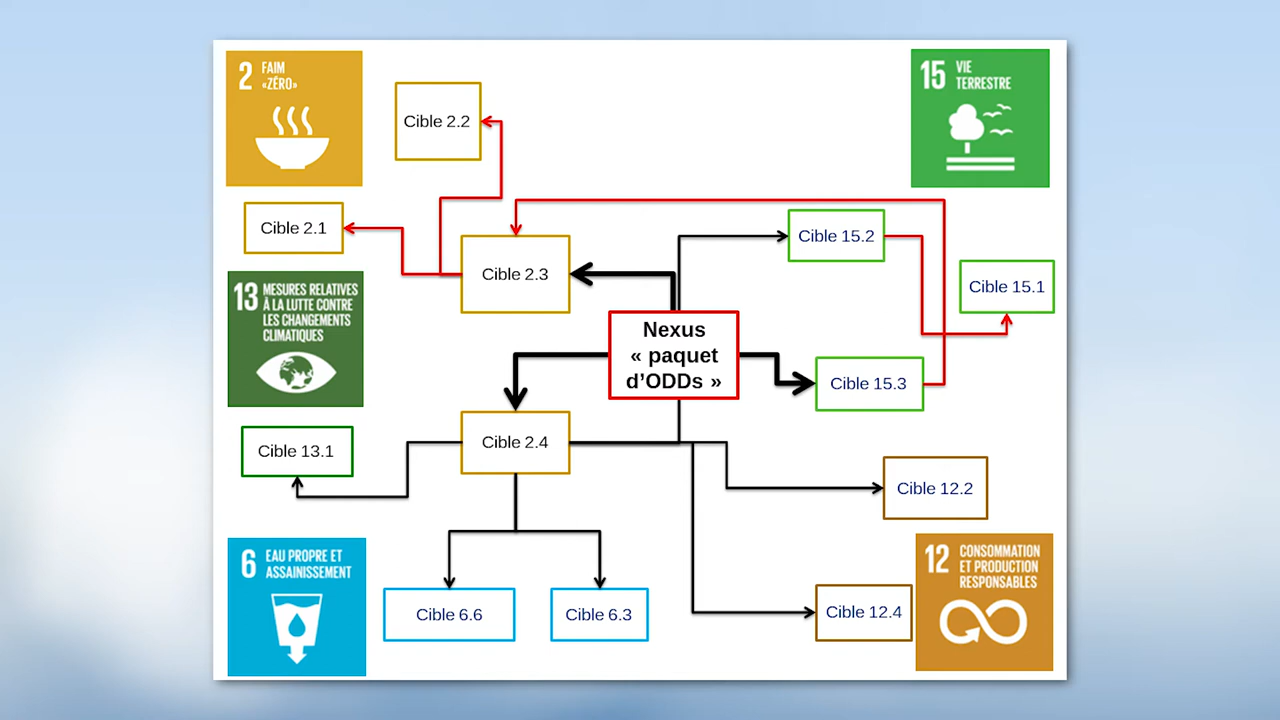 2 FAIM
«ZÉRO»
Cible 2.2
15 VIE
TERRESTRE
Cible 2.1
Cible 2.3
Cible 15.2
Cible 15.1
13 MESURES RELATIVES
À LA LUTTE CONTRE
LES CHANGEMENTS
CLIMATIQUES
Nexus
« paquet
d’ODDs »
Cible 15.3
Cible 13.1
Cible 2.4
Cible 12.2
6 EAU PROPRE ET
ASSAINISSEMENT
Cible 6.6
Cible 6.3
Cible 12.4
12 CONSOMMATION
ET PRODUCTION
RESPONSABLES